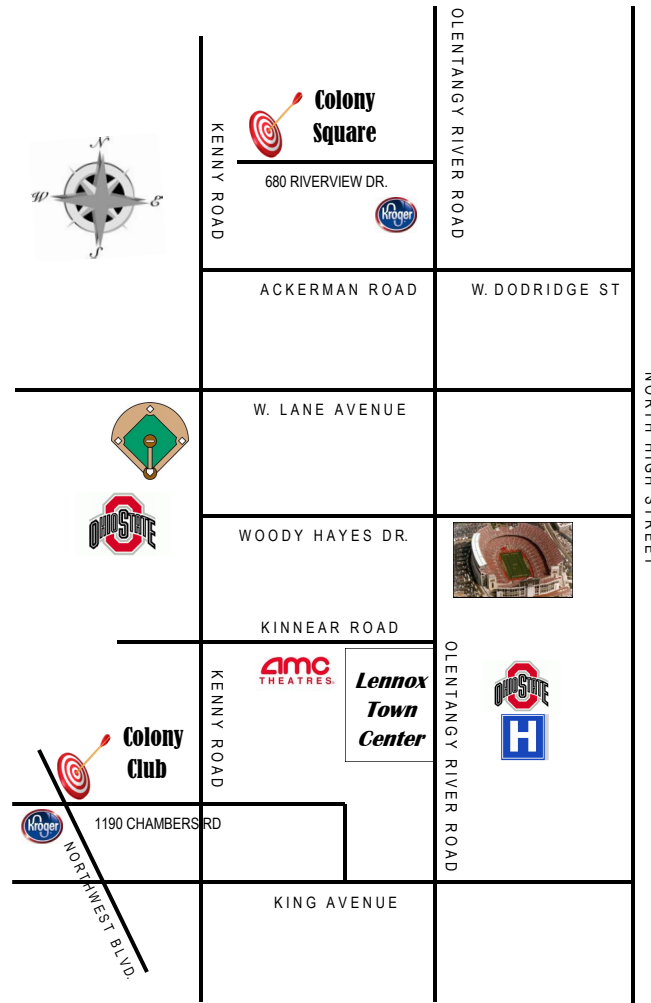 OLENTANGY RIVER ROAD
Colony
Square
KENNY ROAD
N
W
E
S
680 RIVERVIEW DR.
Kroger
ACKERMAN ROAD
W. DODRIDGE ST
NORTH HIGH STREET
W. LANE AVENUE
OHIO STATE
WOODY HAYES DR.
KINNEAR ROAD
amc
THEATRES
Lennox
Town
Center
OLENTANGY RIVER ROAD
OHIO STATE
H
KENNY ROAD
Colony
Club
Kroger
1190 CHAMBERS RD
NORTHWEST BLVD.
KING AVENUE